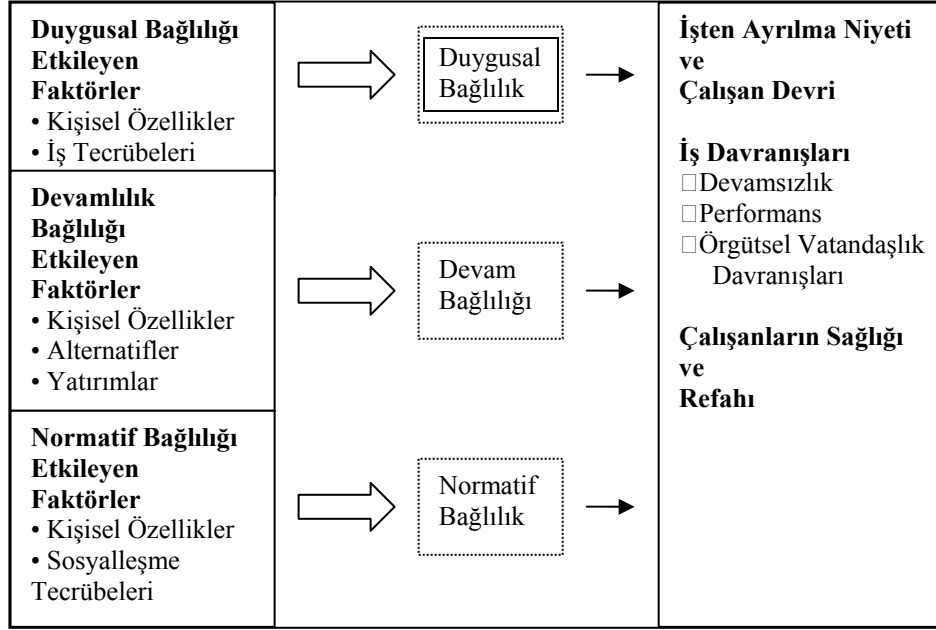 Duygusal Bağlılığı
Etkileyen
Faktörler
• Kişisel Özellikler
• İş Tecrübeleri
Devamlılık
Bağlılığı
Etkileyen
Faktörler
• Kişisel Özellikler
• Alternatifler
• Yatırımlar
Normatif Bağlılığı
Etkileyen
Faktörler
• Kişisel Özellikler
• Sosyalleşme
Tecrübeleri
Duygusal
Bağlılık
Devam
Bağlılığı
Normatif
Bağlılık
İşten Ayrılma Niyeti
ve
Çalışan Devri
İş Davranışları
□Devamsızlık
□Performans
□Örgütsel Vatandaşlık
Davranışları
Çalışanların Sağlığı
ve
Refahı